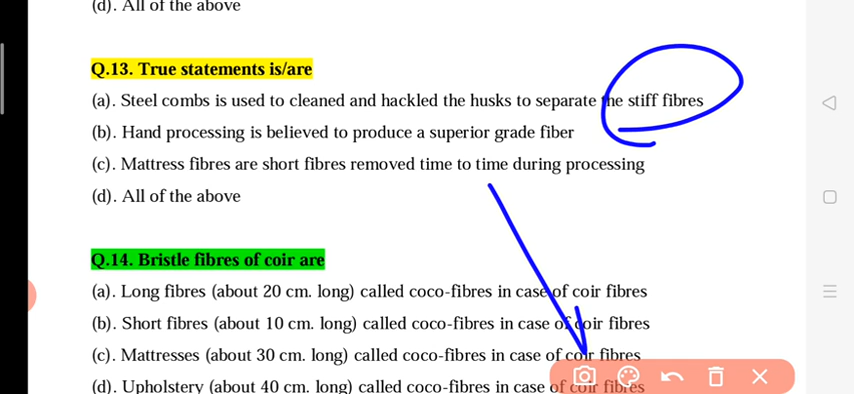 (d). All of the above
Q.13. True statements is/are
(a). Steel combs is used to cleaned and hackled the husks to separate the stiff fibres
(b). Hand processing is believed to produce a superior grade fiber
(c). Mattress fibres are short fibres removed time to time during processing
(d). All of the above
Q.14. Bristle fibres of coir are
(a). Long fibres (about 20 cm. long) called coco-fibres in case of coir fibres
(b). Short fibres (about 10 cm. long) called coco-fibres in case of coir fibres
(c). Mattresses (about 30 cm. long) called coco-fibres in case of coir fibres
(d). Upholstery (about 40 cm. long) called coco-fibres in case of coir fibres